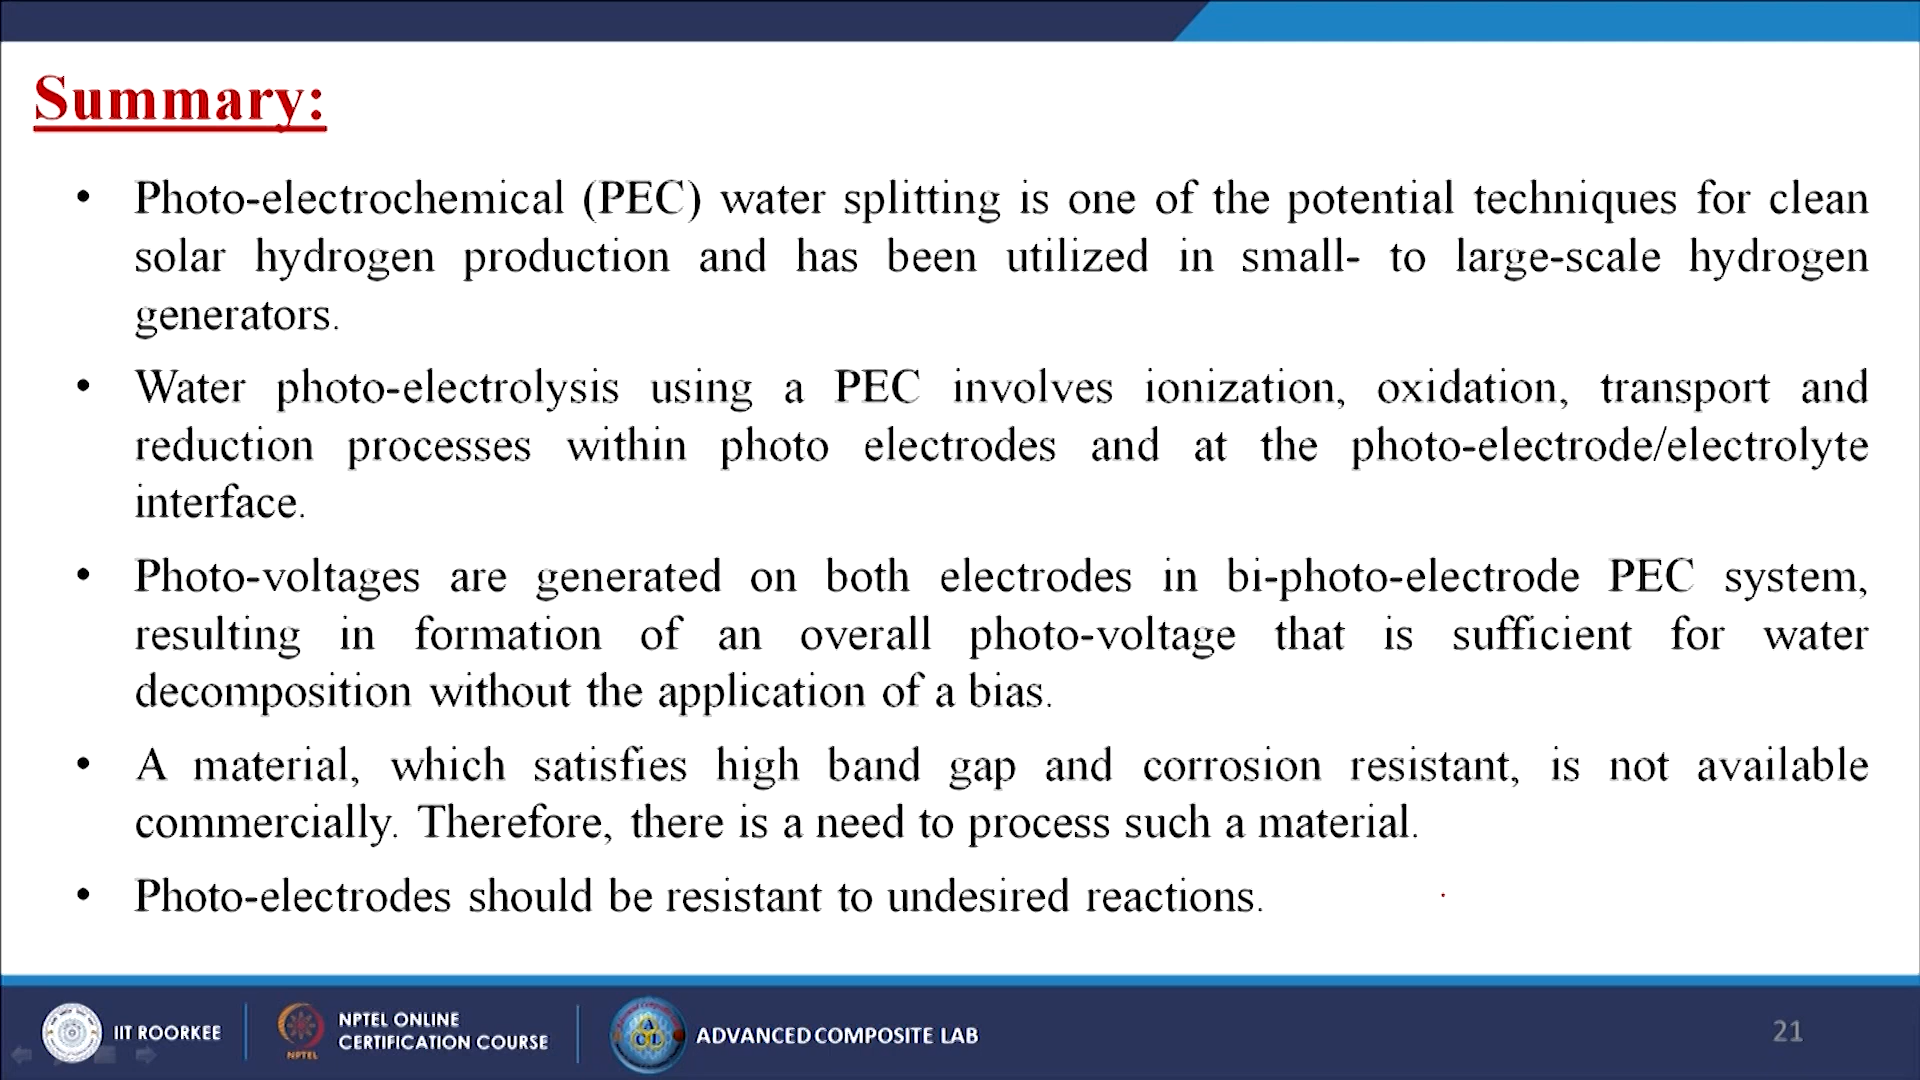 Summary:
• Photo-electrochemical (PEC) water splitting is one of the potential techniques for clean
solar hydrogen production and has been utilized in small- to large-scale hydrogen
generators.
• Water photo-electrolysis using a PEC involves ionization, oxidation, transport and
reduction processes within photo electrodes and at the photo-electrode/electrolyte
interface.
• Photo-voltages are generated on both electrodes in bi-photo-electrode PEC system,
resulting in formation of an overall photo-voltage that is sufficient for water
decomposition without the application of a bias.
• A material, which satisfies high band gap and corrosion resistant, is not available
commercially. Therefore, there is a need to process such a material.
• Photo-electrodes should be resistant to undesired reactions.
IIT ROORKEE
NPTEL
NPTEL ONLINE
CERTIFICATION COURSE
ADVANCED COMPOSITE LAB
21